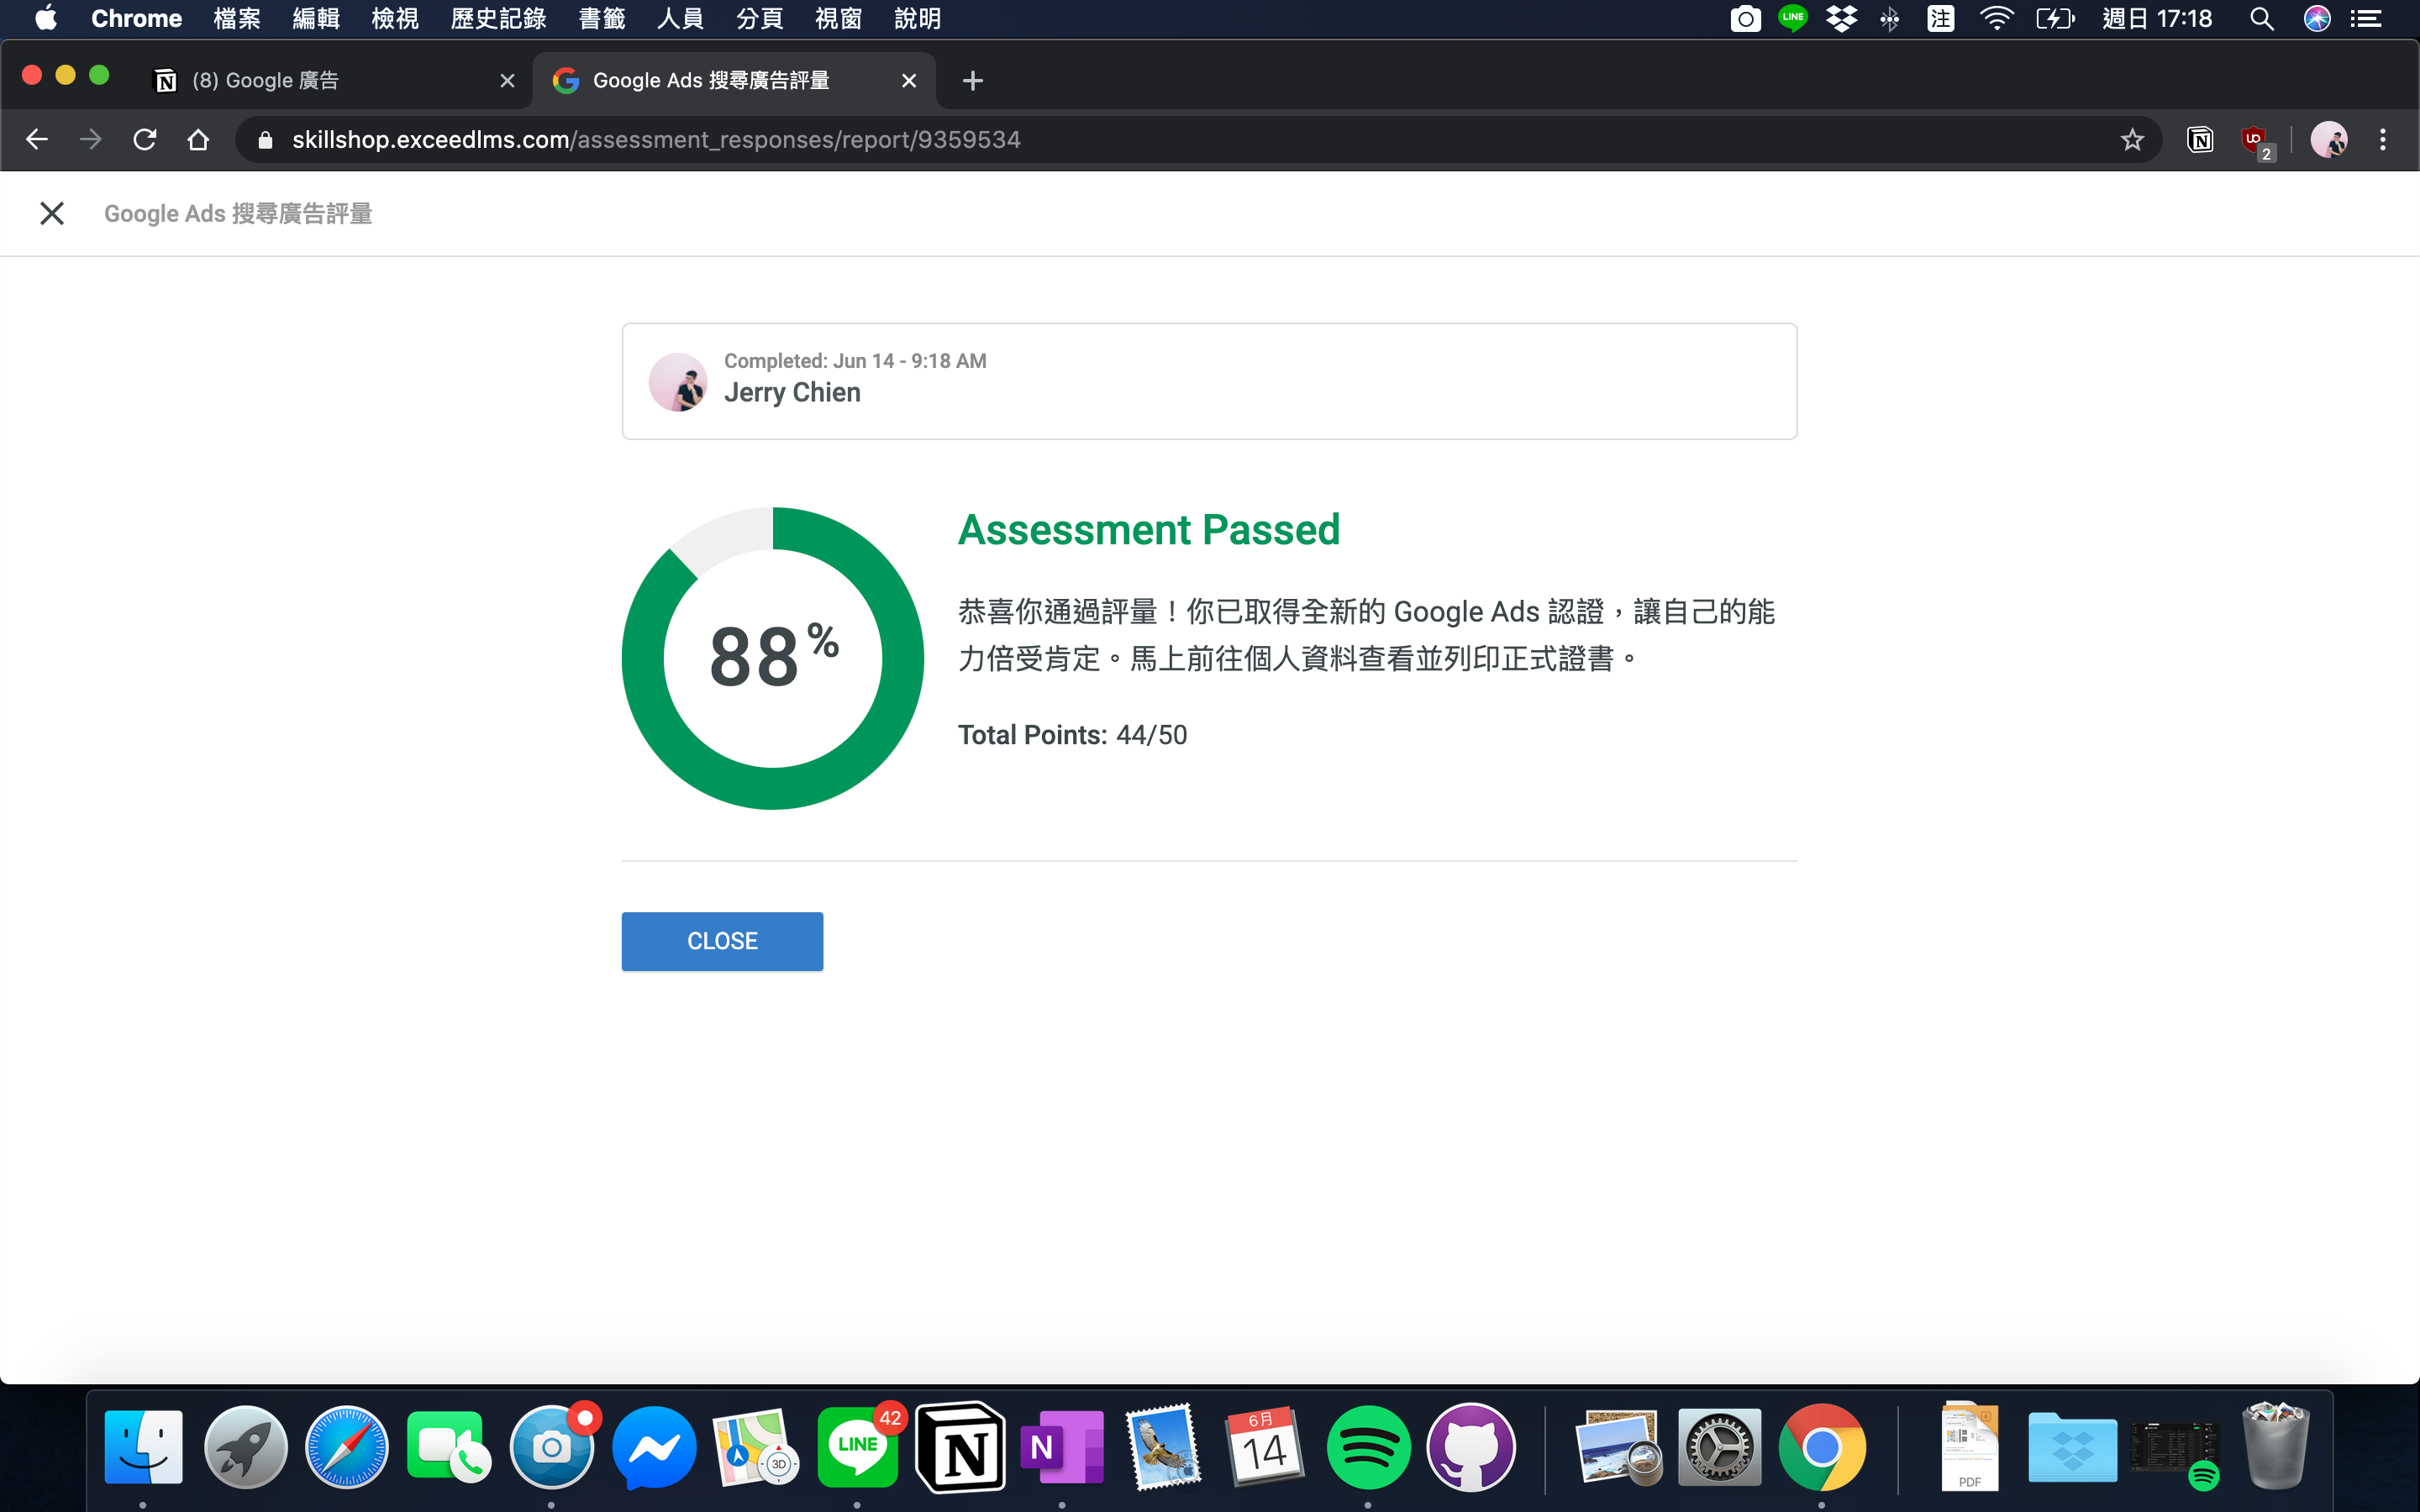 Chrome 檔案 編輯 檢視 歷史記錄 書籤 人員 分頁 視窗 說明 LINE 注 週日 17:18
(8) Google 廣告
Google Ads 搜尋廣告評量
skillshop.exceedlms.com/assessment_responses/report/9359534
2
Google Ads 搜尋廣告評量
Completed: Jun 14 - 9:18 AM
Jerry Chien
88%
Assessment Passed
恭喜你通過評量！你已取得全新的 Google Ads 認證，讓自己的能
力倍受肯定。馬上前往個人資料查看並列印正式證書。
Total Points: 44/50
CLOSE
3D
LINE
42
N
N
6月
14
PDF